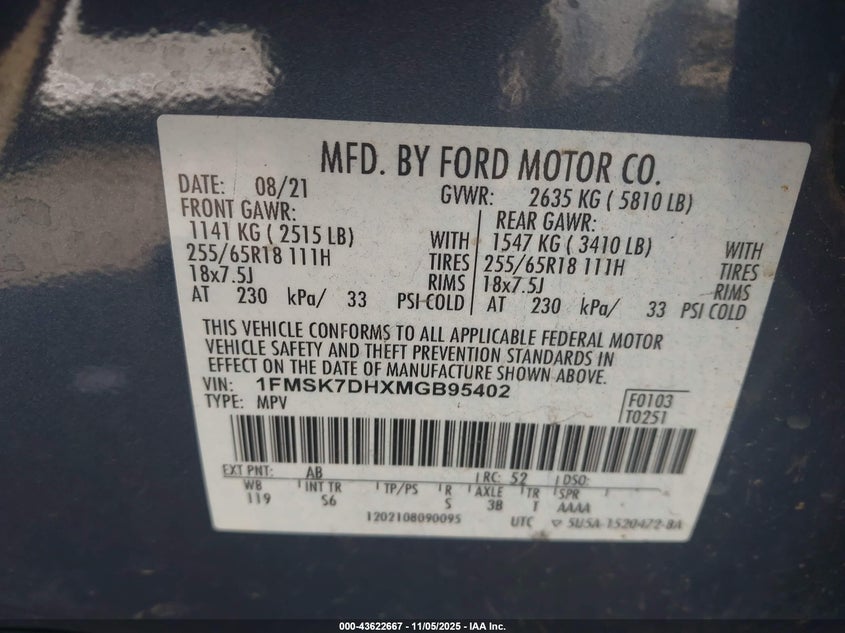 MFD. BY FORD MOTOR CO.
DATE: 08/21 GVWR: 2635 KG ( 5810 LB)
FRONT GAWR: REAR GAWR:
1141 KG ( 2515 LB) WITH 1547 KG ( 3410 LB) WITH
255/65R18 111H TIRES 255/65R18 111H TIRES
18x7.5J RIMS 18x7.5J RIMS
AT 230 kPa/ 33 PSI COLD AT 230 kPa/ 33 PSI COLD
THIS VEHICLE CONFORMS TO ALL APPLICABLE FEDERAL MOTOR
VEHICLE SAFETY AND THEFT PREVENTION STANDARDS IN
EFFECT ON THE DATE OF MANUFACTURE SHOWN ABOVE.
VIN: 1FMSK7DHXMGB95402
TYPE: MPV
F0103
T0251
EXT PNT: AB RC: 52 DSO:
WB INT TR TP/PS R AXLE TR SPR
119 S6 S 3B T AAAA
1202108090095 UTC ▽ 5U5A-1520472-BA
000-43622667 - 11/05/2025 - IAA Inc.